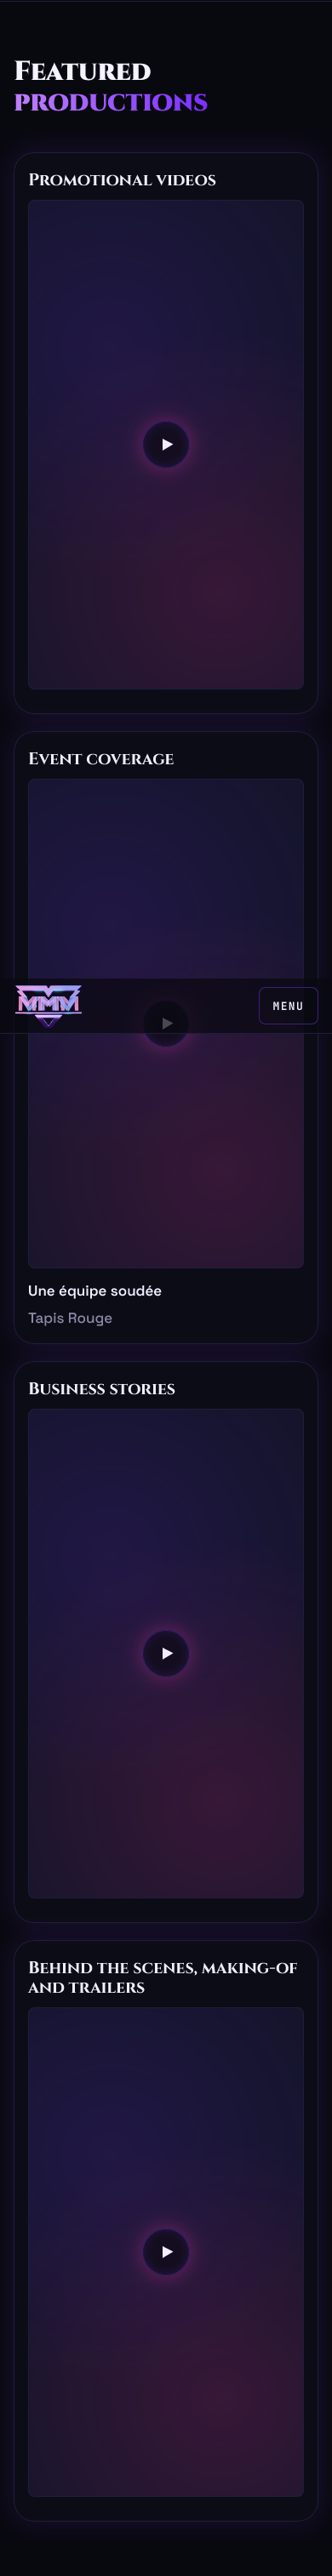 Featured
productions
Promotional videos
Event coverage
MMM
MENU
Une équipe soudée
Tapis Rouge
Business stories
Behind the scenes, making-of
and trailers